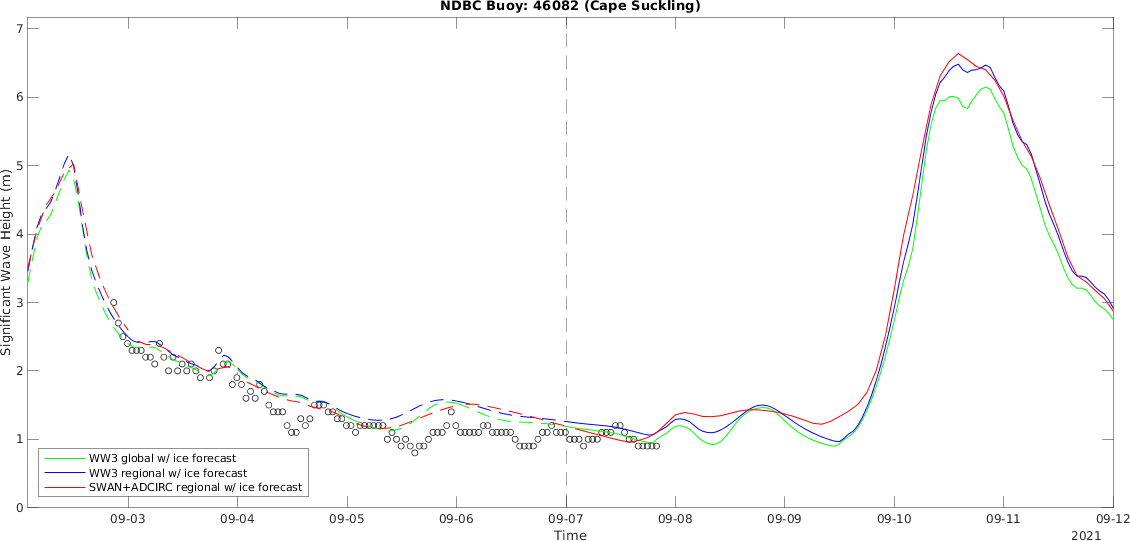 NDBC Buoy: 46082 (Cape Suckling)
7
6
5
4
3
2
1
0
Significant Wave Height (m)
WW3 global w/ ice forecast
WW3 regional w/ ice forecast
SWAN+ADCIRC regional w/ ice forecast
09-03 09-04 09-05 09-06 09-07 09-08 09-09 09-10 09-11 09-12
Time
2021